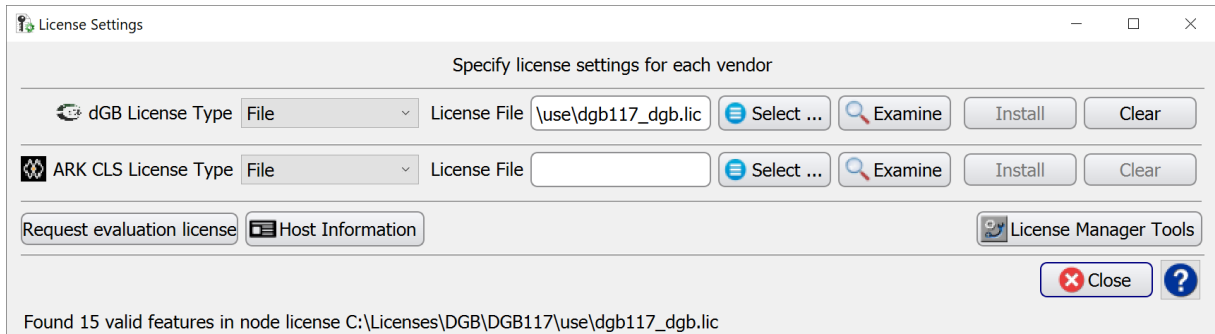 License Settings
Specify license settings for each vendor
dGB License Type File License File \use\dgb117_dgb.lic Select ... Examine Install Clear
ARK CLS License Type File License File Select ... Examine Install Clear
Request evaluation license Host Information License Manager Tools
Close ?
Found 15 valid features in node license C:\Licenses\DGB\DGB117\use\dgb117_dgb.lic